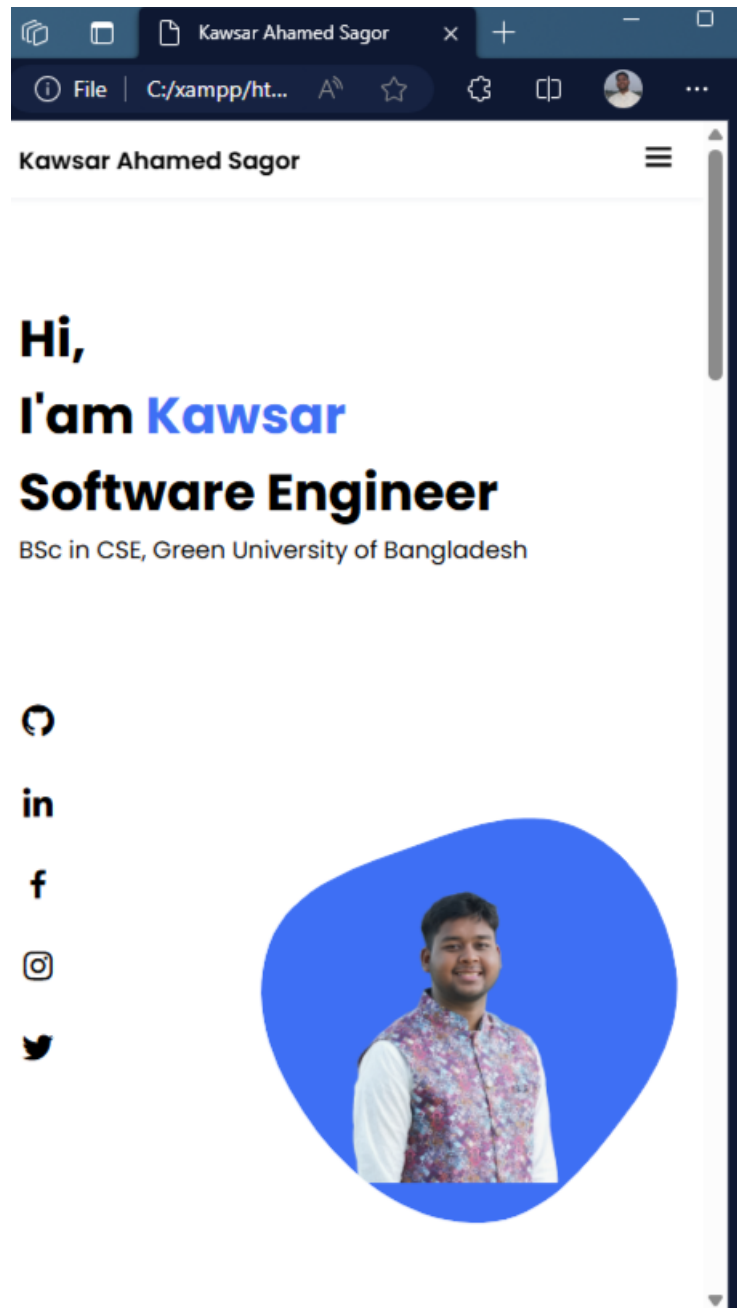 Kawsar Ahamed Sagor
File C:/xampp/ht...
Kawsar Ahamed Sagor
Hi,
I'am Kawsar
Software Engineer
BSc in CSE, Green University of Bangladesh
in
f